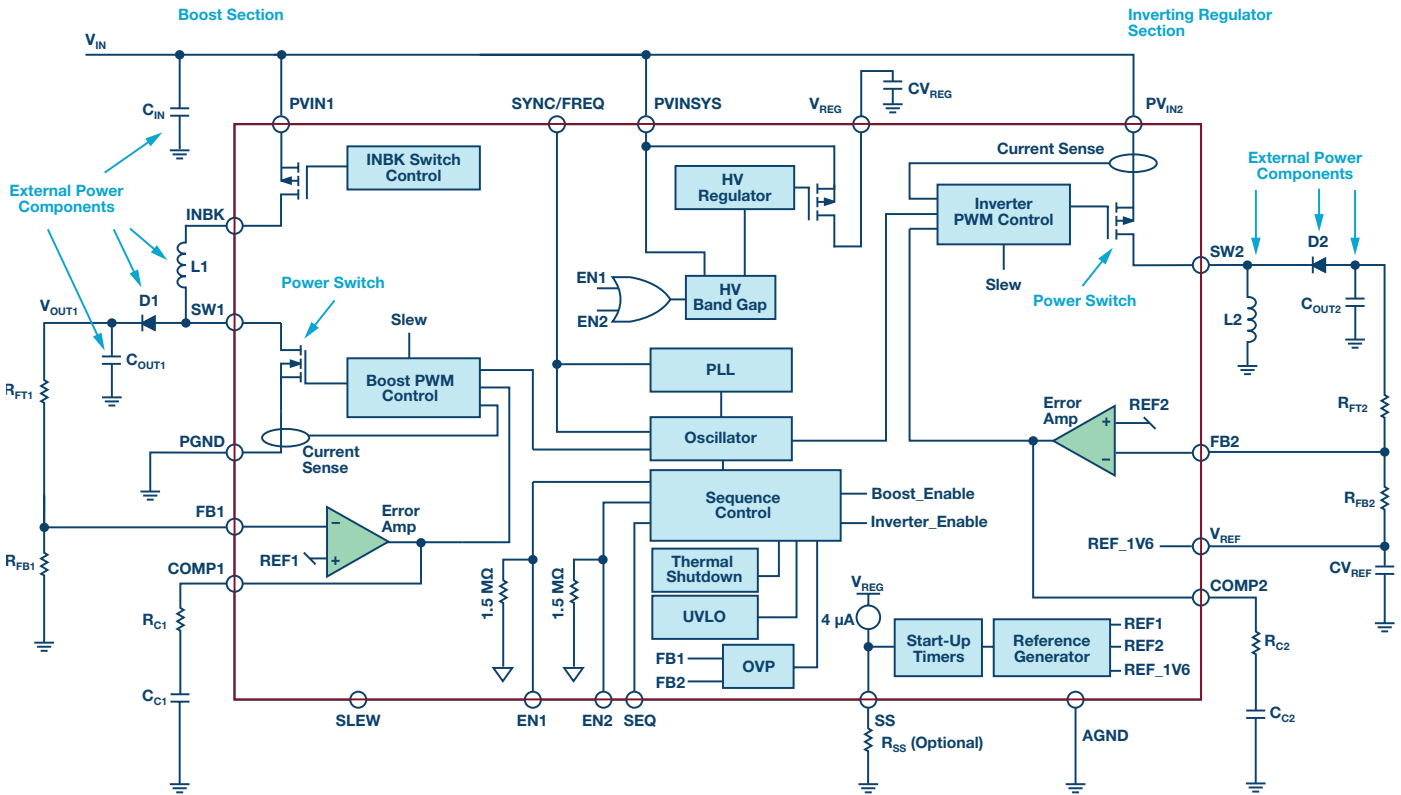 Boost Section
Inverting Regulator
Section
VIN
CIN
PVIN1
SYNC/FREQ
PVINSYS
VREG
CVREG
PVIN2
External Power
Components
INBK Switch
Control
HV
Regulator
Current Sense
Inverter
PWM Control
External Power
Components
INBK
L1
Power Switch
D1
VOUT1
SW1
COUT1
EN1
EN2
HV
Band Gap
Slew
Power Switch
SW2
D2
L2
COUT2
Slew
Boost PWM
Control
PLL
Oscillator
RFT1
PGND
Current
Sense
Error
Amp
REF2
RFT2
FB2
RFB2
Sequence
Control
Boost_Enable
Inverter_Enable
FB1
Error
Amp
REF1
COMP1
RFB1
REF_1V6
VREF
CVREF
COMP2
1.5 MΩ
1.5 MΩ
Thermal
Shutdown
UVLO
FB1
FB2
OVP
VREG
4 µA
Start-Up
Timers
Reference
Generator
REF1
REF2
REF_1V6
RC1
CC1
RC2
CC2
SLEW
EN1
EN2
SEQ
SS
RSS (Optional)
AGND